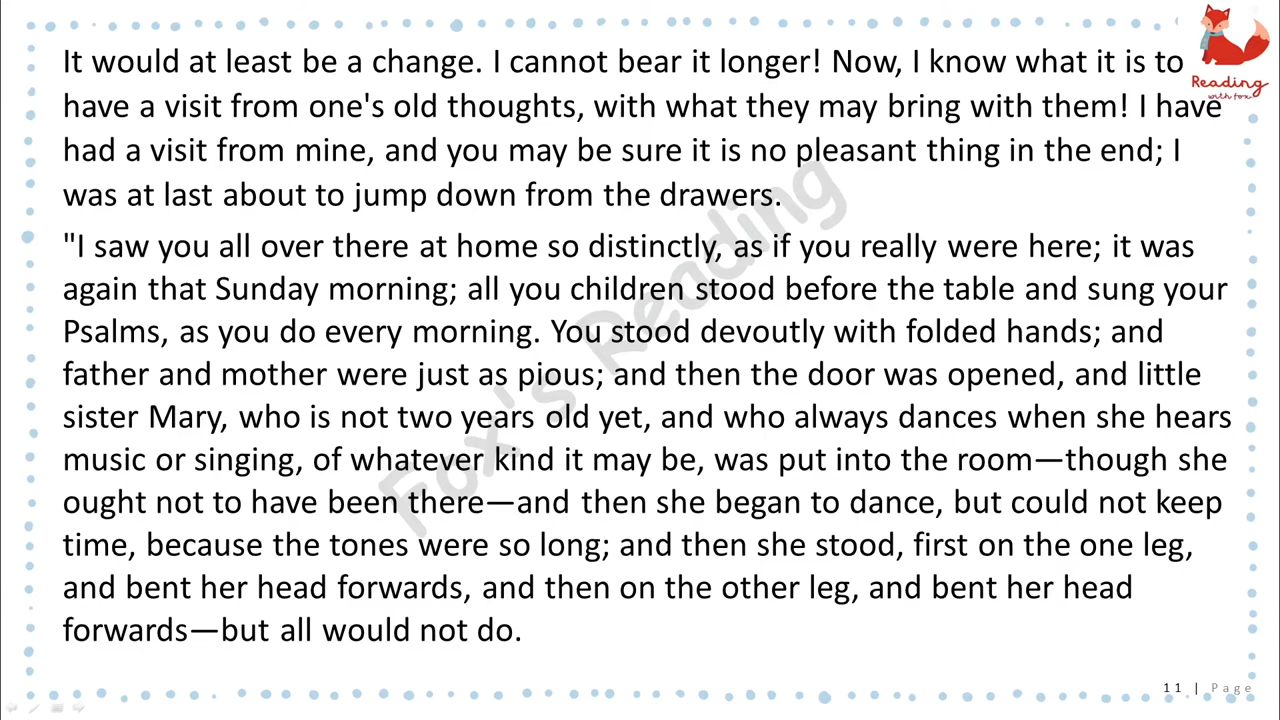 It would at least be a change. I cannot bear it longer! Now, I know what it is to
have a visit from one's old thoughts, with what they may bring with them! I have
had a visit from mine, and you may be sure it is no pleasant thing in the end; I
was at last about to jump down from the drawers.
"I saw you all over there at home so distinctly, as if you really were here; it was
again that Sunday morning; all you children stood before the table and sung your
Psalms, as you do every morning. You stood devoutly with folded hands; and
father and mother were just as pious; and then the door was opened, and little
sister Mary, who is not two years old yet, and who always dances when she hears
music or singing, of whatever kind it may be, was put into the room—though she
ought not to have been there—and then she began to dance, but could not keep
time, because the tones were so long; and then she stood, first on the one leg,
and bent her head forwards, and then on the other leg, and bent her head
forwards—but all would not do.
Reading
with fox
Fox's Reading
11 | Page